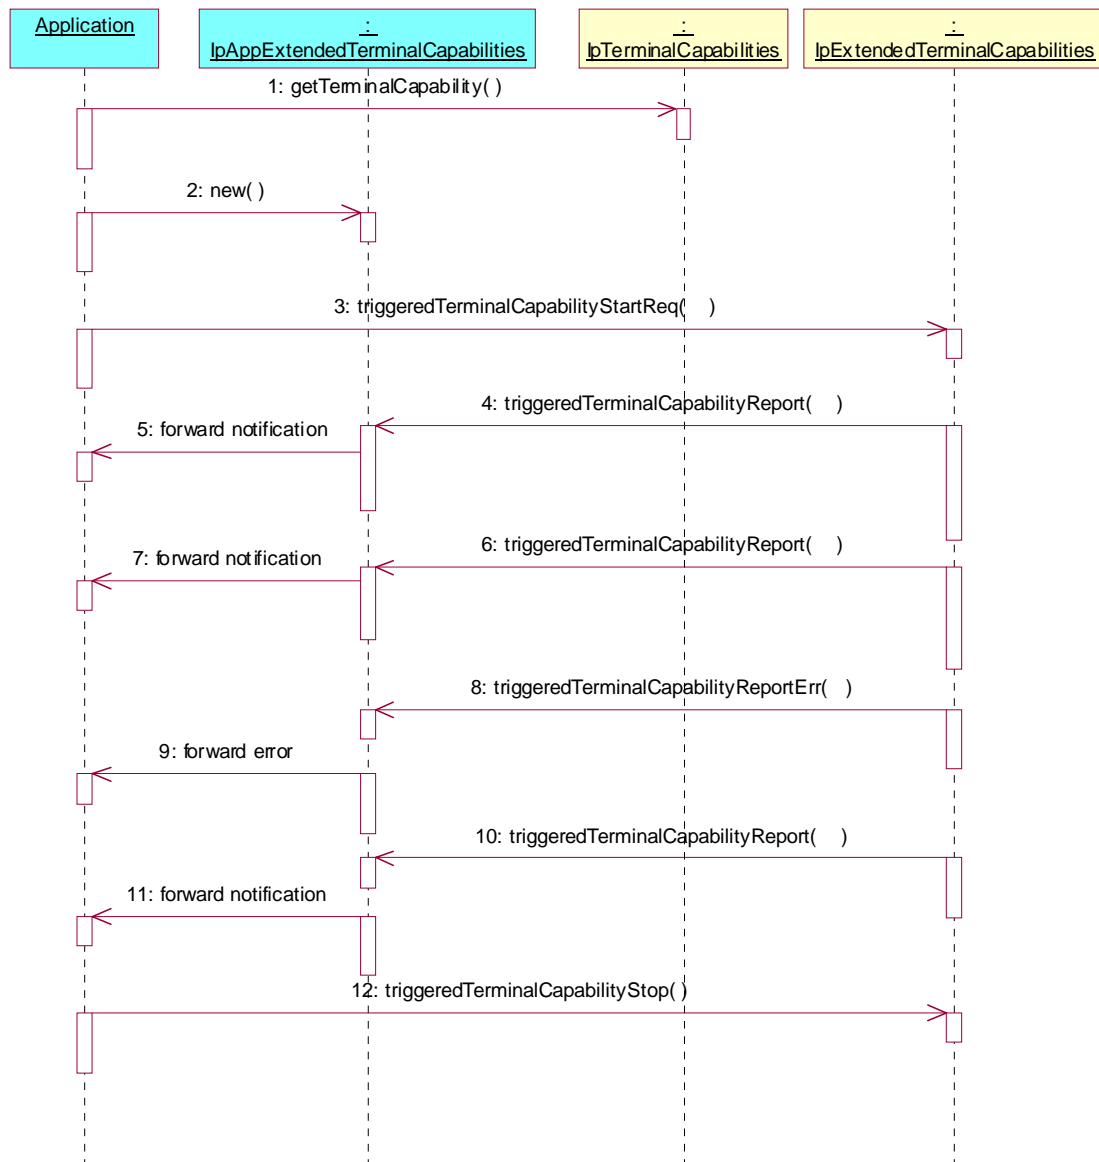 Application
:
IpAppExtendedTerminalCapabilities
:
IpTerminalCapabilities
:
IpExtendedTerminalCapabilities
1: getTerminalCapability( )
2: new( )
3: triggeredTerminalCapabilityStartReq( )
4: triggeredTerminalCapabilityReport( )
5: forward notification
6: triggeredTerminalCapabilityReport( )
7: forward notification
8: triggeredTerminalCapabilityReportErr( )
9: forward error
10: triggeredTerminalCapabilityReport( )
11: forward notification
12: triggeredTerminalCapabilityStop( )